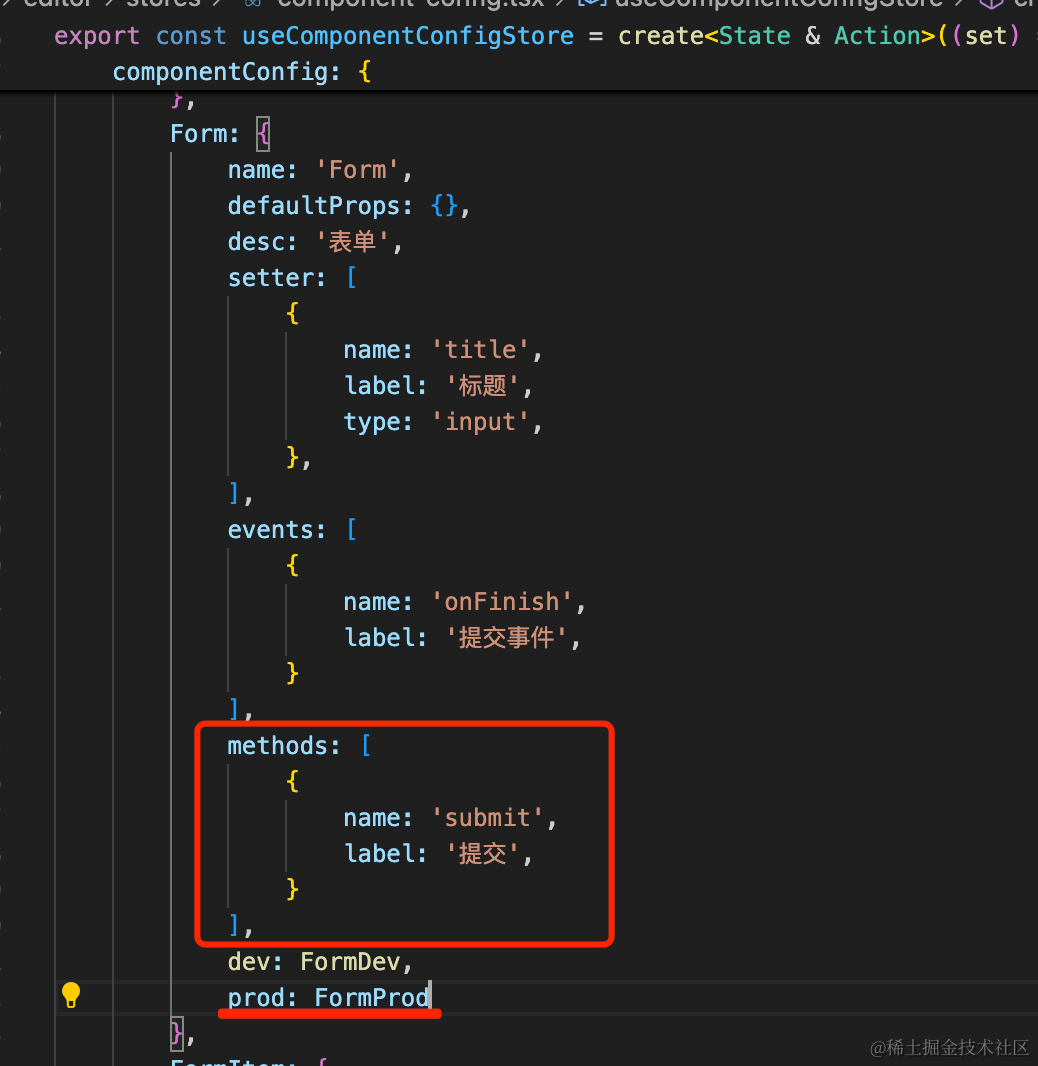 editor > stores > component-config.tsx > useComponentConfigStore >
export const useComponentConfigStore = create<State & Action>((set)
componentConfig: {
},
Form: {
name: 'Form',
defaultProps: {},
desc: '表单',
setter: [
{
name: 'title',
label: '标题',
type: 'input',
},
],
events: [
{
name: 'onFinish',
label: '提交事件',
}
],
methods: [
{
name: 'submit',
label: '提交',
}
],
dev: FormDev,
prod: FormProd
},
FormItem: {
@稀土掘金技术社区